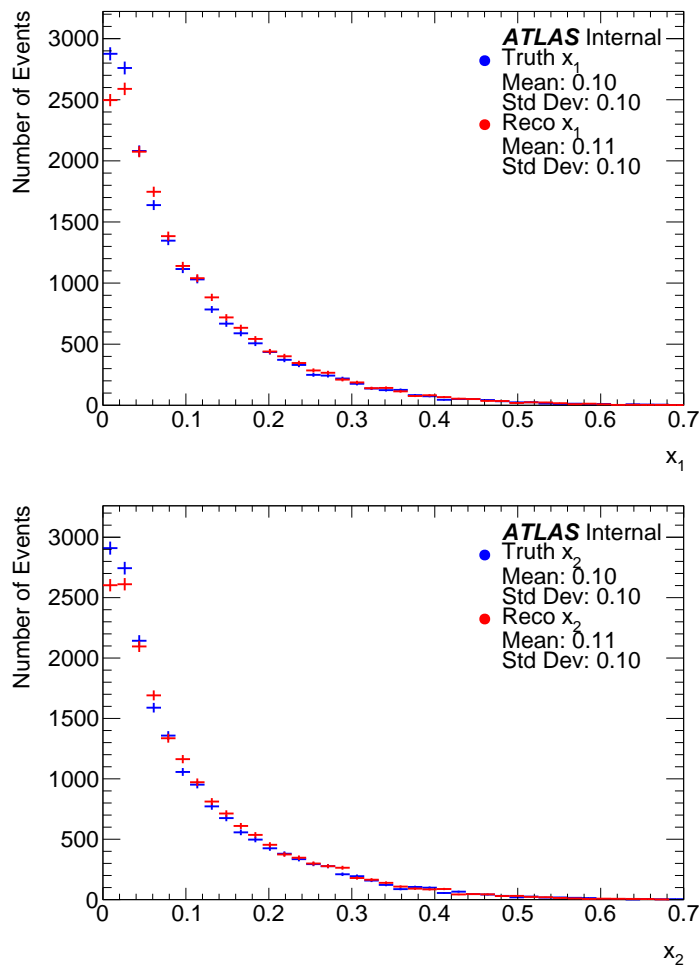 ATLAS Internal
Truth x₁
Mean: 0.10
Std Dev: 0.10
Reco x₁
Mean: 0.11
Std Dev: 0.10
Number of Events
3000
2500
2000
1500
1000
500
0
0 0.1 0.2 0.3 0.4 0.5 0.6 0.7
x₁
ATLAS Internal
Truth x₂
Mean: 0.10
Std Dev: 0.10
Reco x₂
Mean: 0.11
Std Dev: 0.10
Number of Events
3000
2500
2000
1500
1000
500
0
0 0.1 0.2 0.3 0.4 0.5 0.6 0.7
x₂